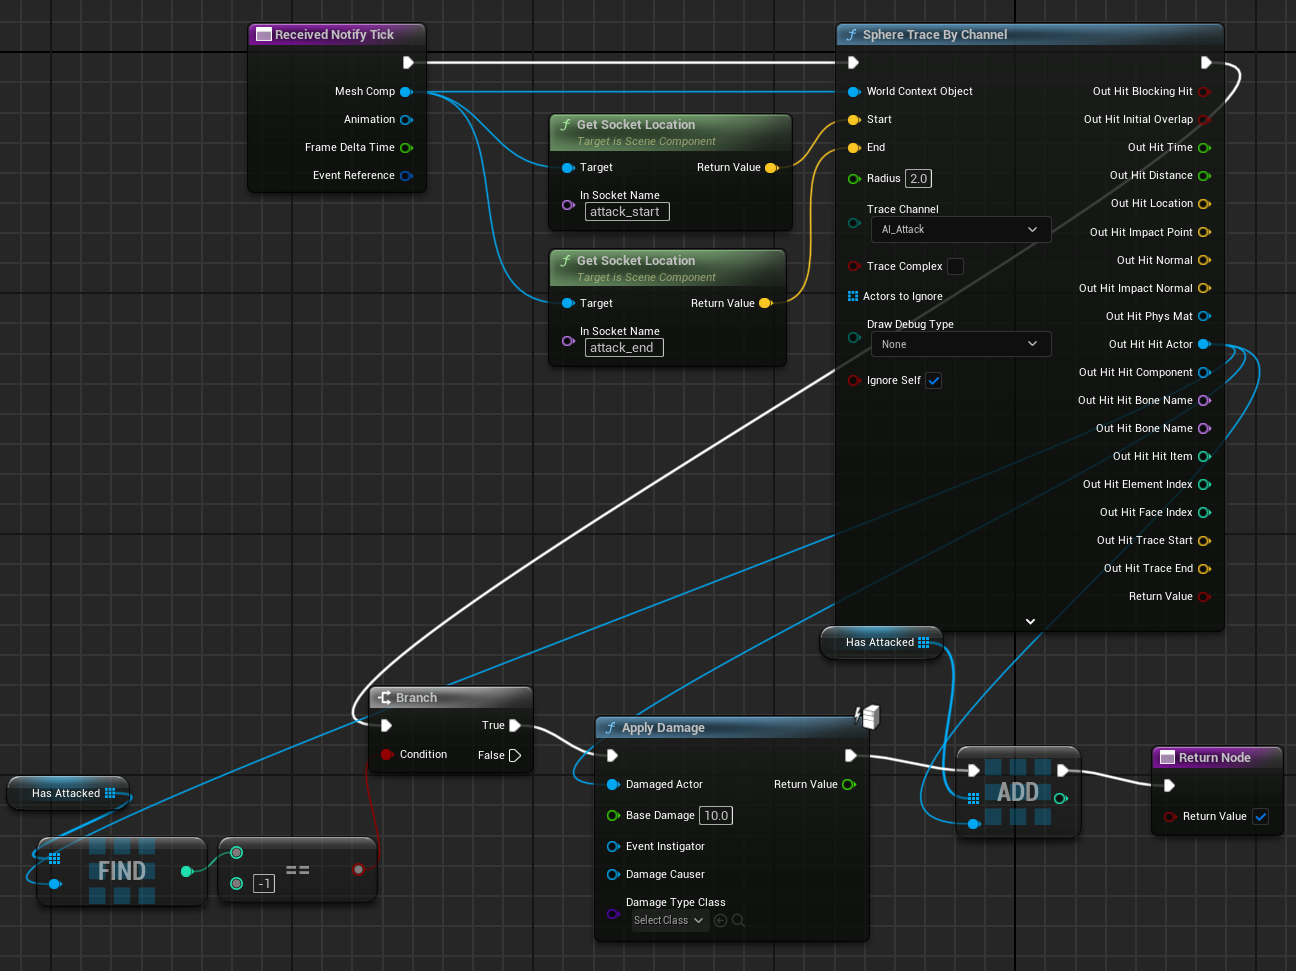 Received Notify Tick
Mesh Comp
Animation
Frame Delta Time
Event Reference
Get Socket Location
Target is Scene Component
Target
Return Value
In Socket Name
attack_start
Get Socket Location
Target is Scene Component
Target
Return Value
In Socket Name
attack_end
Sphere Trace By Channel
World Context Object
Start
End
Radius 2.0
Trace Channel
AI_Attack
Trace Complex
Actors to Ignore
Draw Debug Type
None
Ignore Self
Out Hit Blocking Hit
Out Hit Initial Overlap
Out Hit Time
Out Hit Distance
Out Hit Location
Out Hit Impact Point
Out Hit Normal
Out Hit Impact Normal
Out Hit Phys Mat
Out Hit Hit Actor
Out Hit Hit Component
Out Hit Hit Bone Name
Out Hit Bone Name
Out Hit Hit Item
Out Hit Element Index
Out Hit Face Index
Out Hit Trace Start
Out Hit Trace End
Return Value
Has Attacked
Branch
True
Condition
False
Has Attacked
FIND
==
-1
Apply Damage
Damaged Actor
Return Value
Base Damage 10.0
Event Instigator
Damage Causer
Damage Type Class
Select Class
ADD
Return Node
Return Value